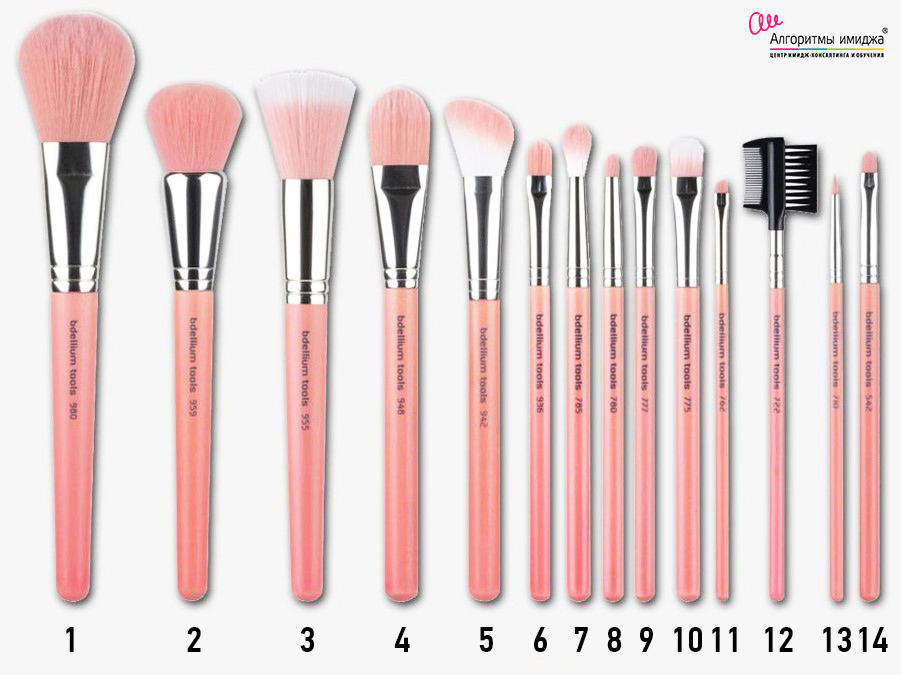 Алгоритмы имиджа®
ЦЕНТР ИМИДЖ-КОНСАЛТИНГА И ОБУЧЕНИЯ
bdellium tools 980
bdellium tools 959
bdellium tools 955
bdellium tools 948
bdellium tools 942
bdellium tools 936
bdellium tools 785
bdellium tools 780
bdellium tools 777
bdellium tools 775
bdellium tools 762
bdellium tools 722
bdellium tools 710
bdellium tools 542
1 2 3 4 5 6 7 8 9 10 11 12 13 14